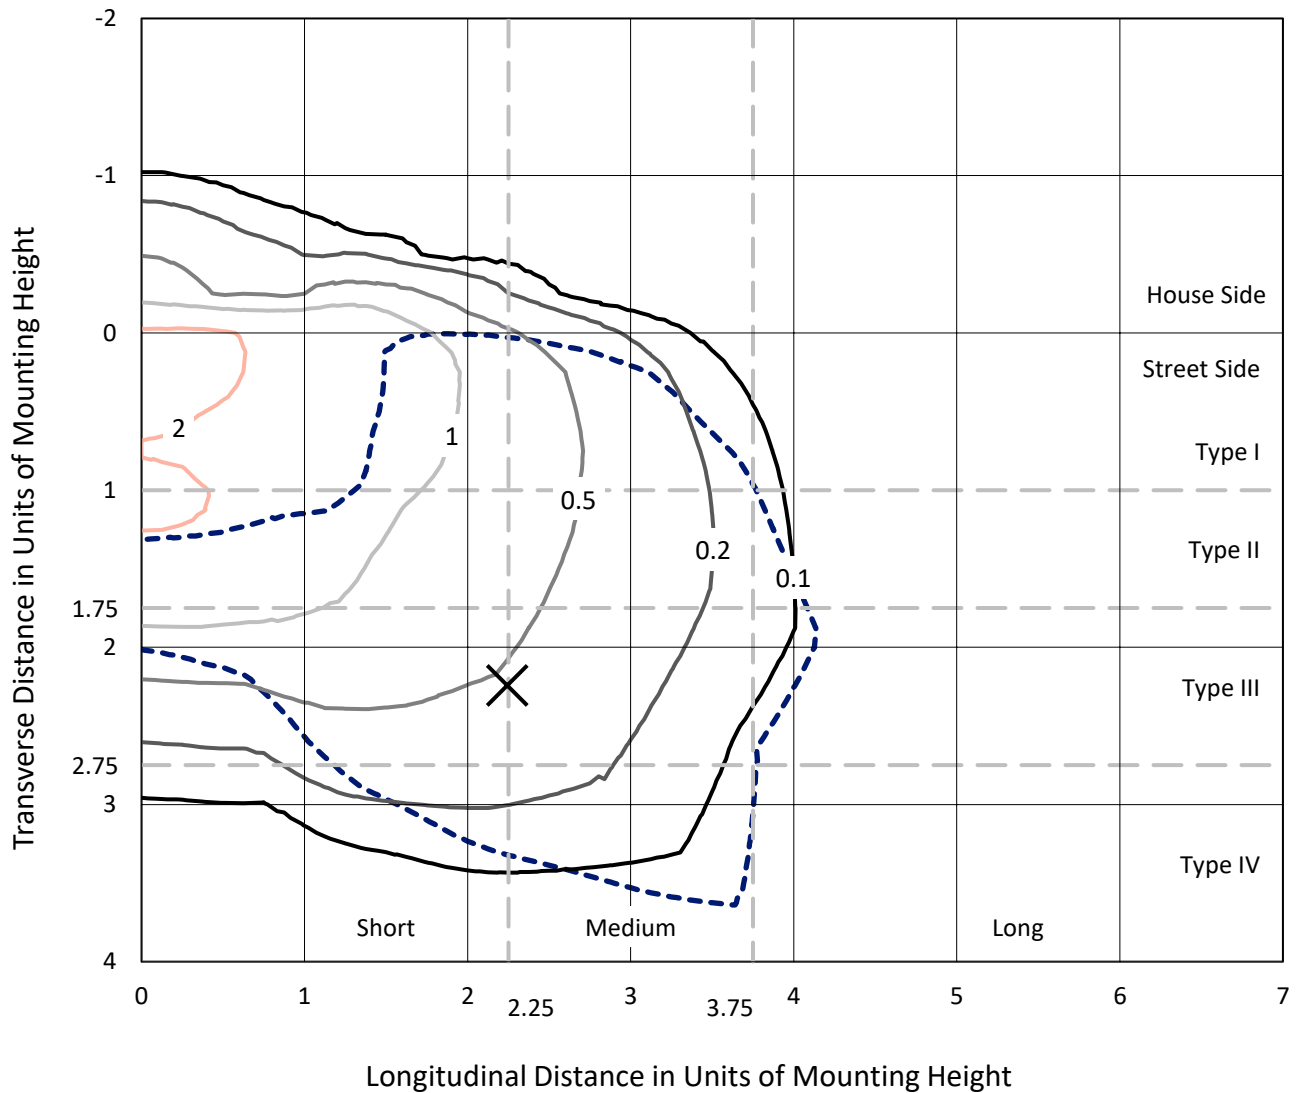 -2
-1
0
1
1.75
2
2.75
3
4
Transverse Distance in Units of Mounting Height
House Side
Street Side
Type I
Type II
Type III
Type IV
2
1
0.5
0.2
0.1
Short Medium Long
0 1 2 2.25 3 3.75 4 5 6 7
Longitudinal Distance in Units of Mounting Height